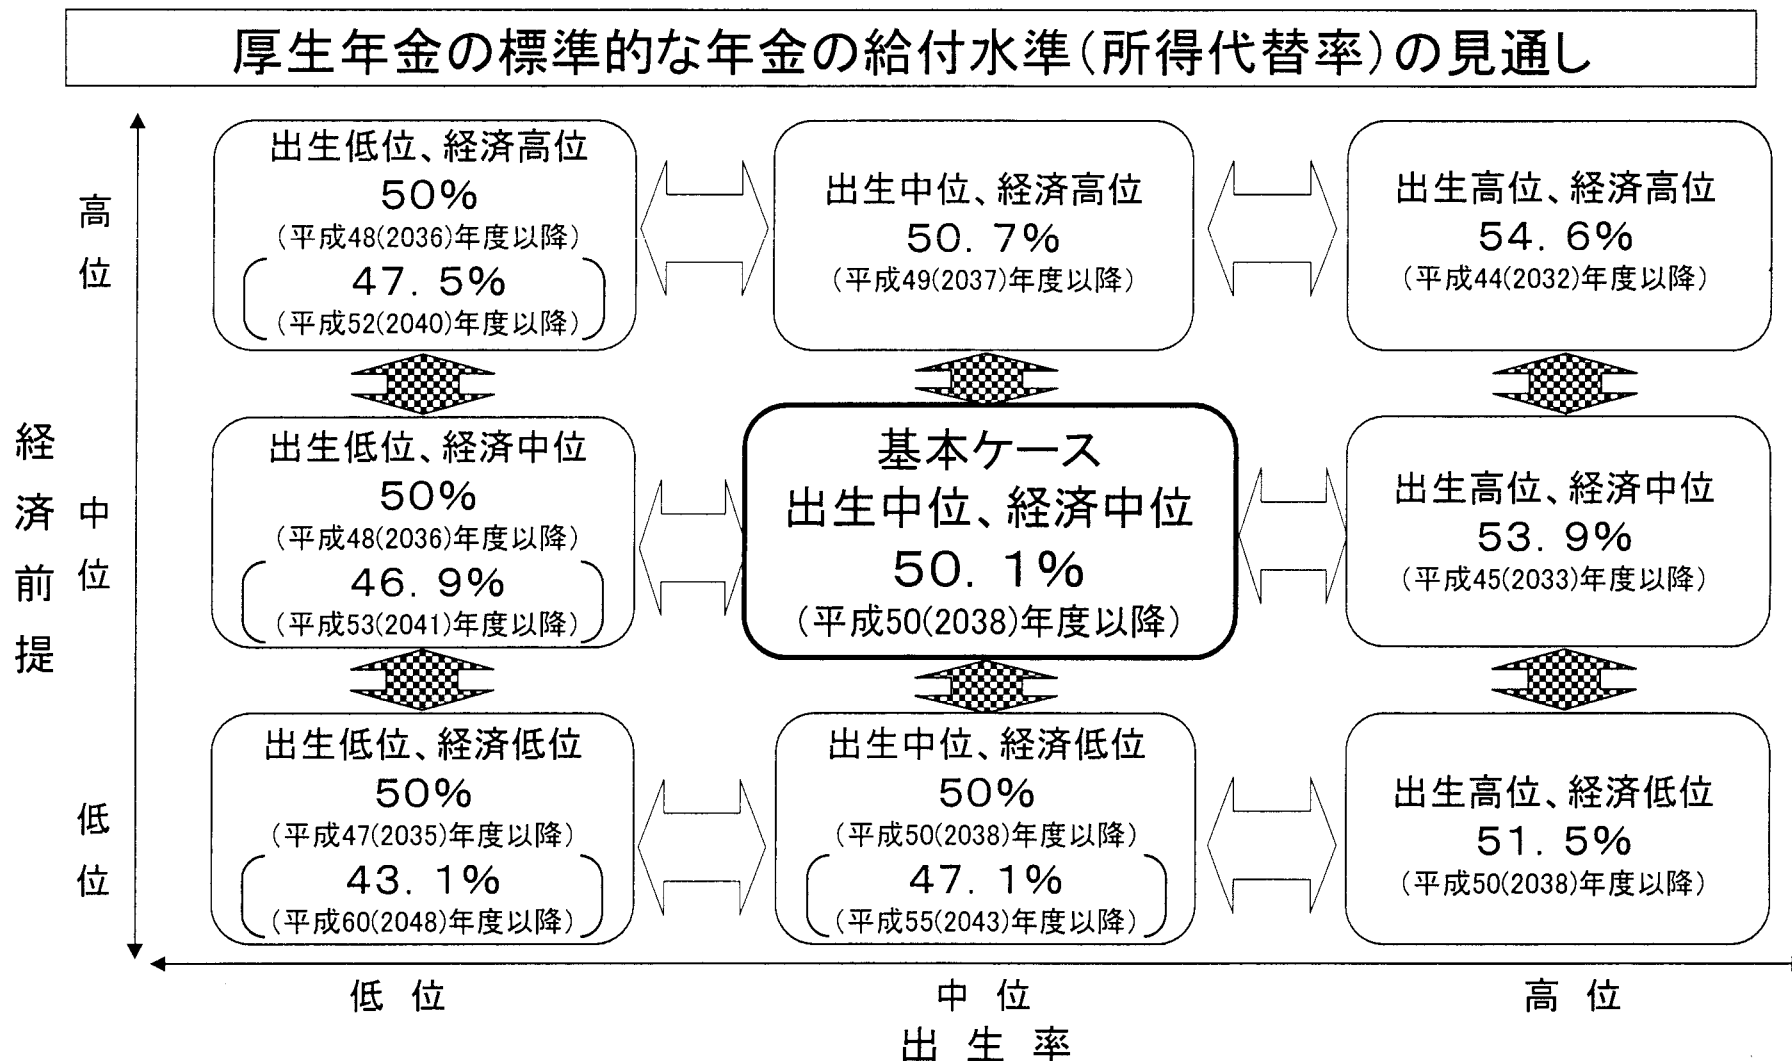 厚生年金の標準的な年金の給付水準(所得代替率)の見通し
経済前提
高位
出生低位、経済高位
50%
(平成48(2036)年度以降)
47.5%
(平成52(2040)年度以降)
出生中位、経済高位
50.7%
(平成49(2037)年度以降)
出生高位、経済高位
54.6%
(平成44(2032)年度以降)
中位
出生低位、経済中位
50%
(平成48(2036)年度以降)
46.9%
(平成53(2041)年度以降)
基本ケース
出生中位、経済中位
50.1%
(平成50(2038)年度以降)
出生高位、経済中位
53.9%
(平成45(2033)年度以降)
低位
出生低位、経済低位
50%
(平成47(2035)年度以降)
43.1%
(平成60(2048)年度以降)
出生中位、経済低位
50%
(平成50(2038)年度以降)
47.1%
(平成55(2043)年度以降)
出生高位、経済低位
51.5%
(平成50(2038)年度以降)
低位
中位
高位
出生率